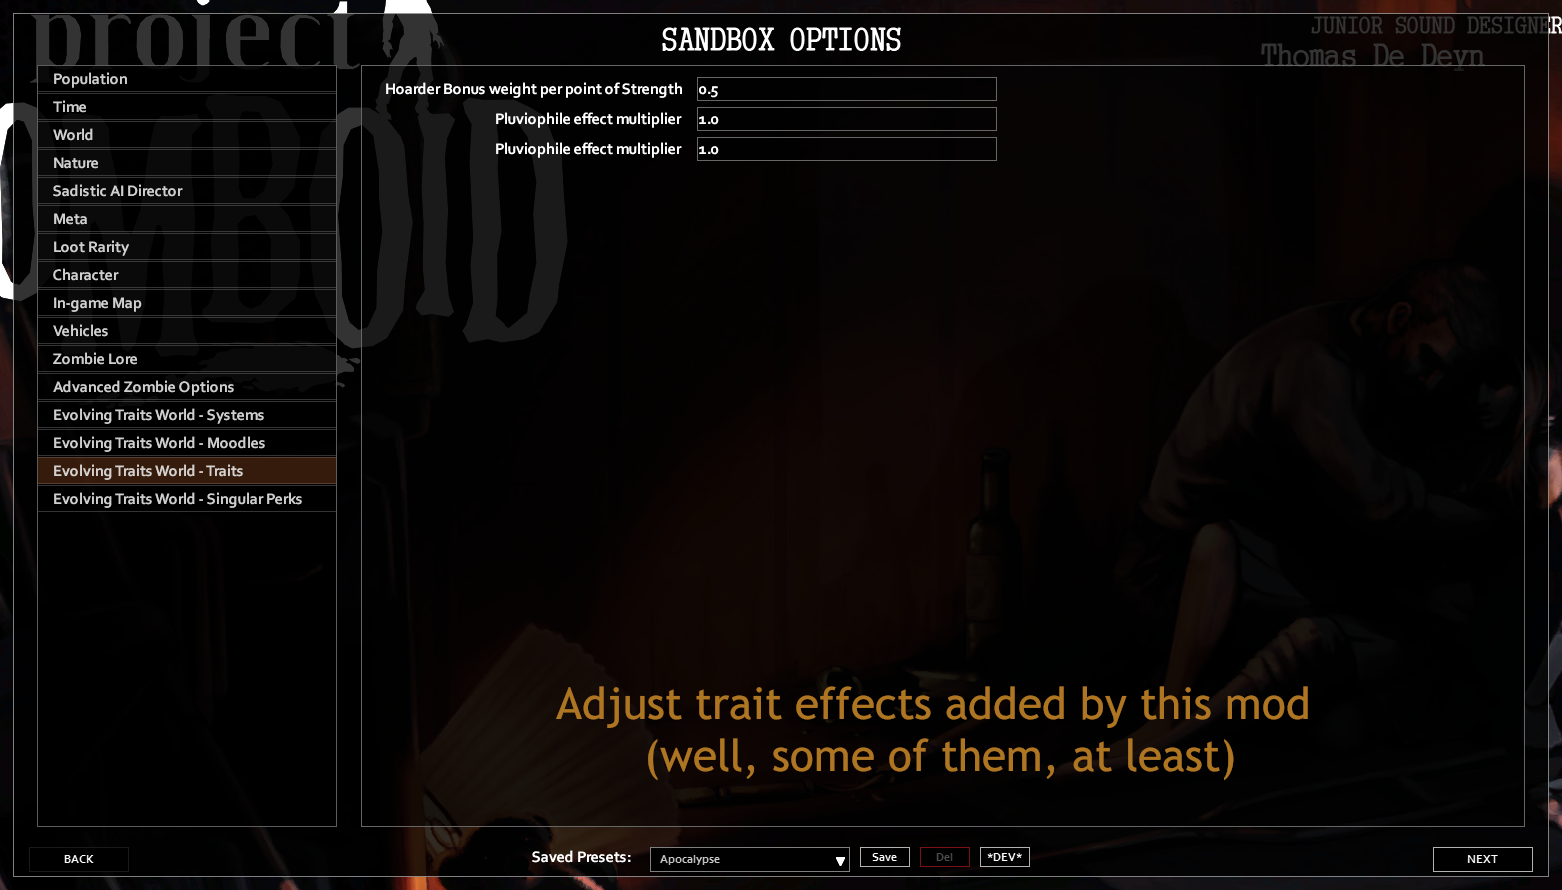 project
ZOMBOID
JUNIOR SOUND DESIGNER
Thomas De Deyn
SANDBOX OPTIONS
Population
Time
World
Nature
Sadistic AI Director
Meta
Loot Rarity
Character
In-game Map
Vehicles
Zombie Lore
Advanced Zombie Options
Evolving Traits World - Systems
Evolving Traits World - Moodles
Evolving Traits World - Traits
Evolving Traits World - Singular Perks
Hoarder Bonus weight per point of Strength 0.5
Pluviophile effect multiplier 1.0
Pluviophile effect multiplier 1.0
Adjust trait effects added by this mod
(well, some of them, at least)
BACK
Saved Presets: Apocalypse Save Del *DEV*
NEXT